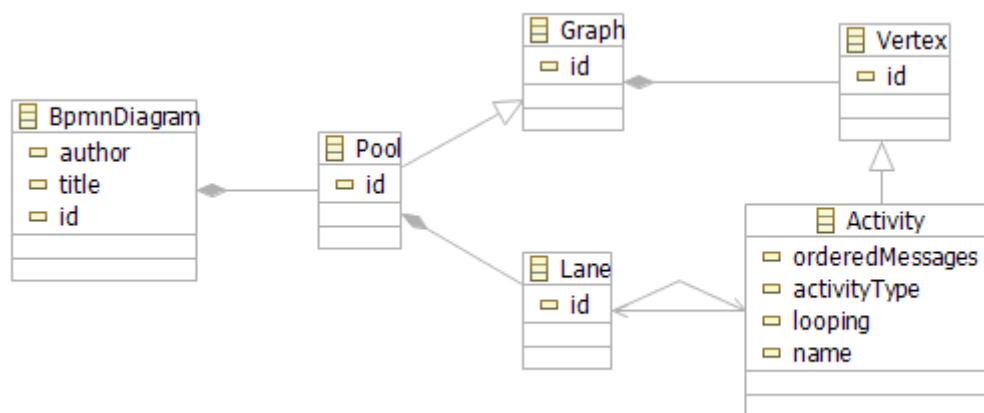 Graph
id
Vertex
id
BpmnDiagram
author
title
id
Pool
id
Lane
id
Activity
orderedMessages
activityType
looping
name